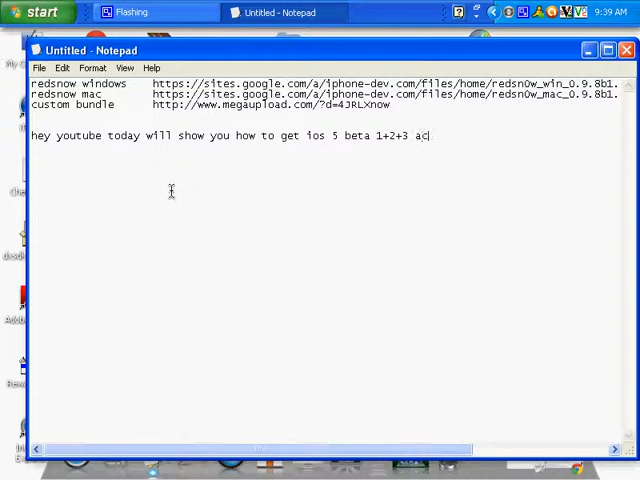 start
Flashing
Untitled - Notepad
9:39 AM
Untitled - Notepad
File Edit Format View Help
redsnow windows https://sites.google.com/a/iphone-dev.com/files/home/redsn0w_win_0.9.8b1.
redsnow mac https://sites.google.com/a/iphone-dev.com/files/home/redsn0w_mac_0.9.8b1.
custom bundle http://www.megaupload.com/?d=4JRLXnow
hey youtube today will show you how to get ios 5 beta 1+2+3 ac